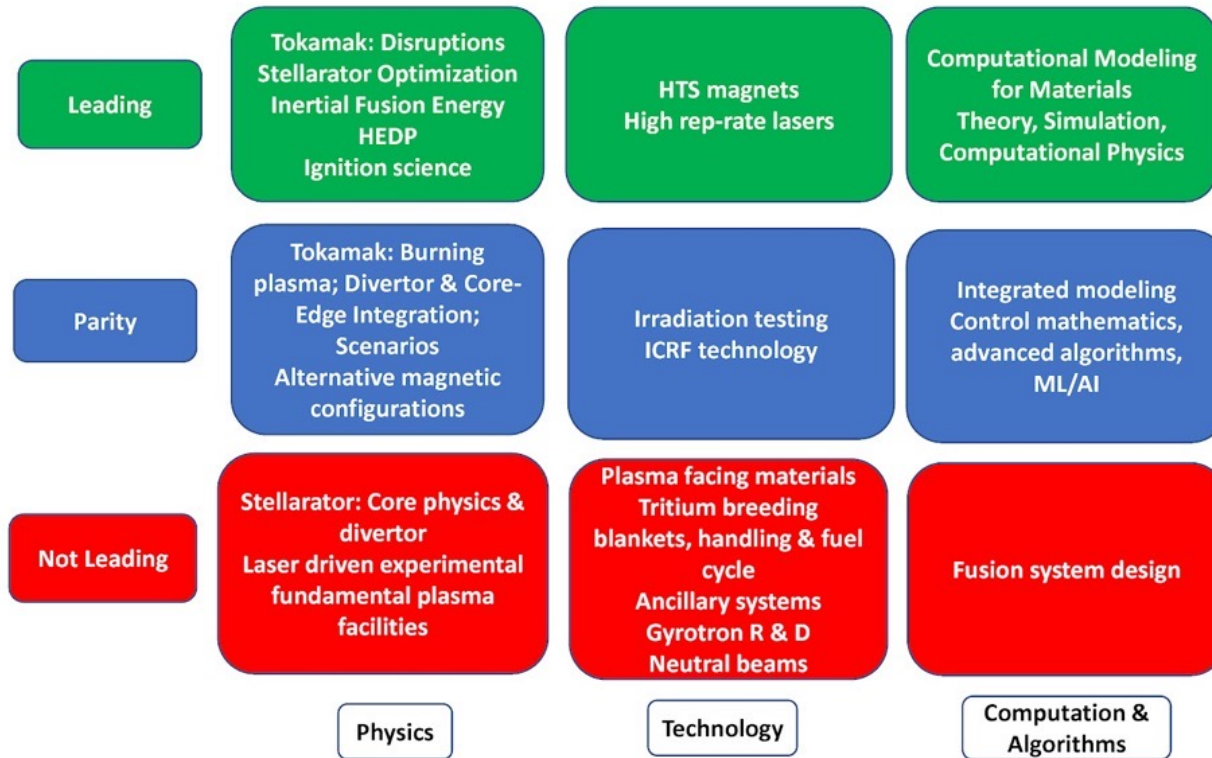 Leading
Tokamak: Disruptions
Stellarator Optimization
Inertial Fusion Energy
HEDP
Ignition science
HTS magnets
High rep-rate lasers
Computational Modeling
for Materials
Theory, Simulation,
Computational Physics
Parity
Tokamak: Burning
plasma; Divertor & Core-
Edge Integration;
Scenarios
Alternative magnetic
configurations
Irradiation testing
ICRF technology
Integrated modeling
Control mathematics,
advanced algorithms,
ML/AI
Not Leading
Stellarator: Core physics &
divertor
Laser driven experimental
fundamental plasma
facilities
Plasma facing materials
Tritium breeding
blankets, handling & fuel
cycle
Ancillary systems
Gyrotron R & D
Neutral beams
Fusion system design
Physics
Technology
Computation &
Algorithms